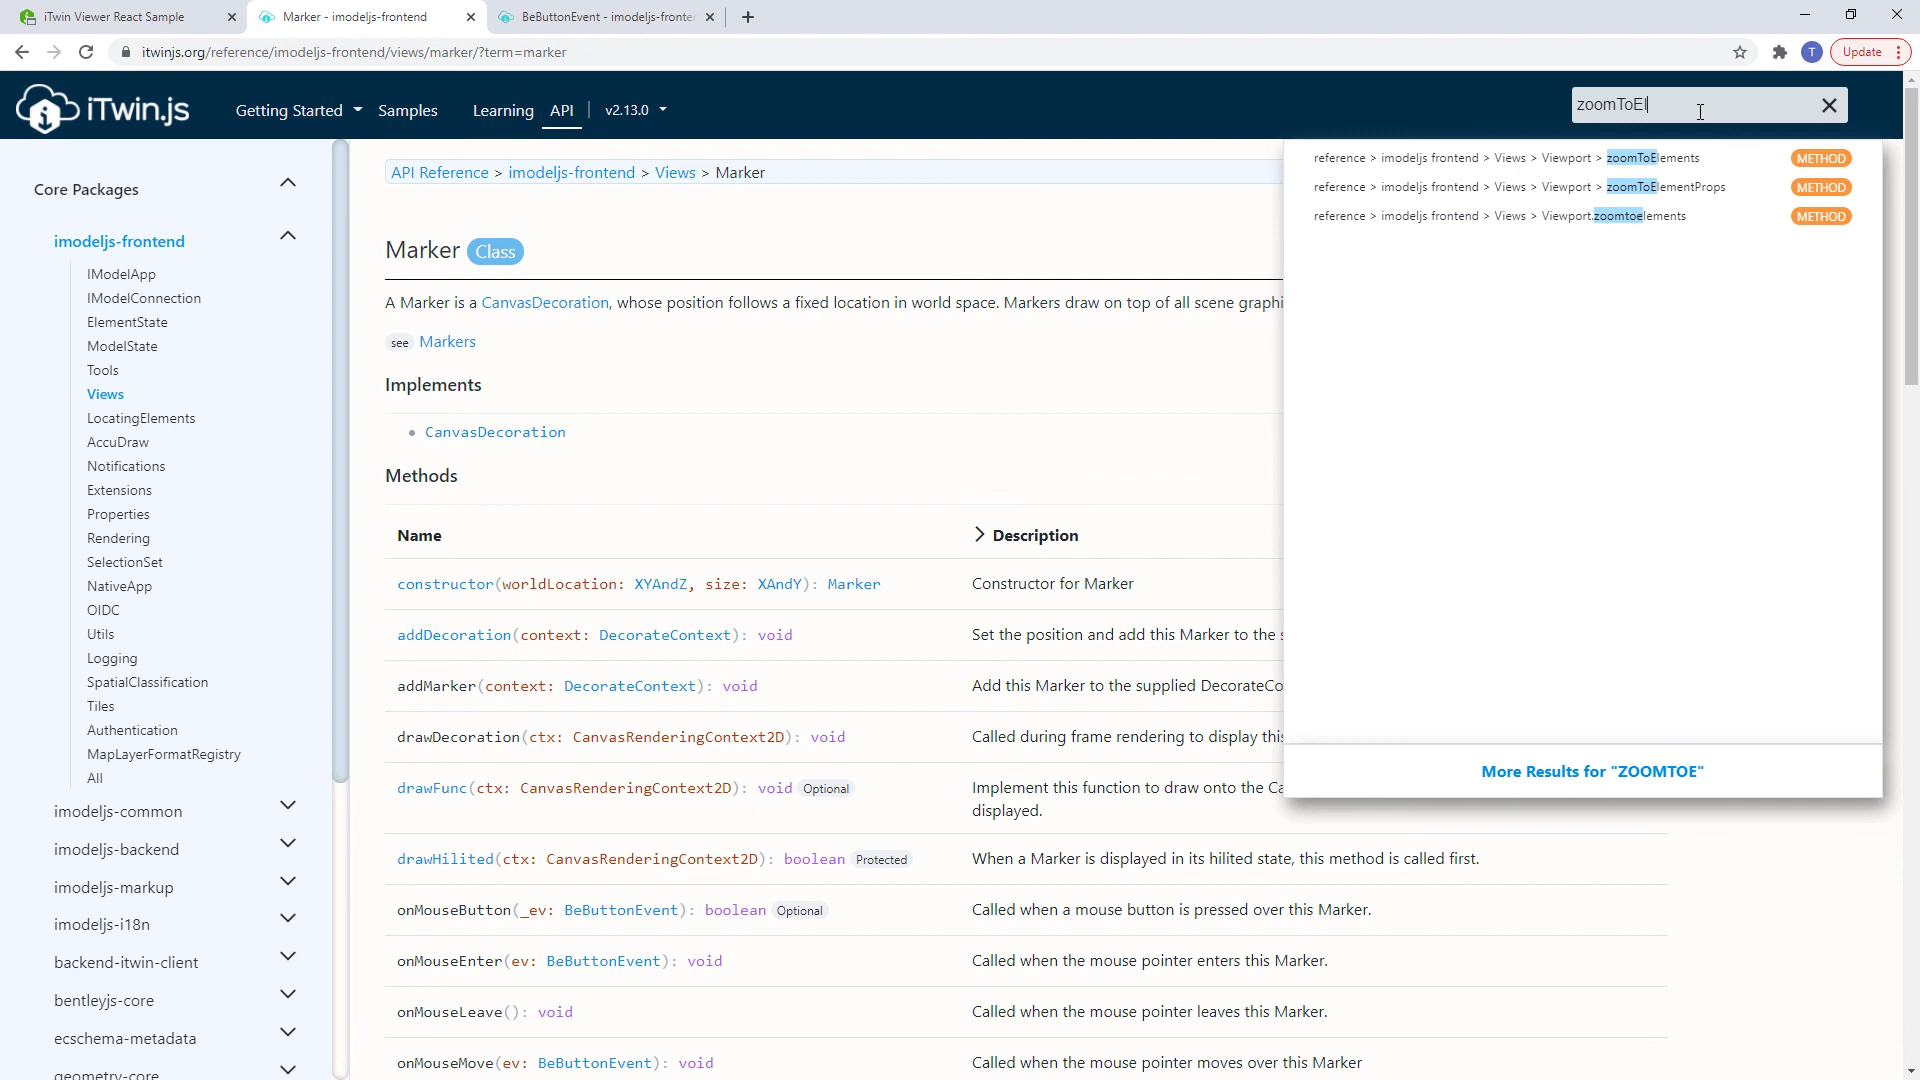 iTwin Viewer React Sample
Marker - imodeljs-frontend
BeButtonEvent - imodeljs-fronte
itwinjs.org/reference/imodeljs-frontend/views/marker/?term=marker
T
Update
iTwin.js
Getting Started
Samples
Learning
API
v2.13.0
zoomToEl
reference > imodeljs frontend > Views > Viewport > zoomToElements METHOD
reference > imodeljs frontend > Views > Viewport > zoomToElementProps METHOD
reference > imodeljs frontend > Views > Viewport.zoomtoelements METHOD
More Results for "ZOOMTOE"
Core Packages
imodeljs-frontend
IModelApp
IModelConnection
ElementState
ModelState
Tools
Views
LocatingElements
AccuDraw
Notifications
Extensions
Properties
Rendering
SelectionSet
NativeApp
OIDC
Utils
Logging
SpatialClassification
Tiles
Authentication
MapLayerFormatRegistry
All
imodeljs-common
imodeljs-backend
imodeljs-markup
imodeljs-i18n
backend-itwin-client
bentleyjs-core
ecschema-metadata
geometry-core
API Reference > imodeljs-frontend > Views > Marker
Marker Class
A Marker is a CanvasDecoration, whose position follows a fixed location in world space. Markers draw on top of all scene graphi
see Markers
Implements
CanvasDecoration
Methods
Name Description
constructor(worldLocation: XYAndZ, size: XAndY): Marker Constructor for Marker
addDecoration(context: DecorateContext): void Set the position and add this Marker to the s
addMarker(context: DecorateContext): void Add this Marker to the supplied DecorateCo
drawDecoration(ctx: CanvasRenderingContext2D): void Called during frame rendering to display this
drawFunc(ctx: CanvasRenderingContext2D): void Optional Implement this function to draw onto the Ca
displayed.
drawHilited(ctx: CanvasRenderingContext2D): boolean Protected When a Marker is displayed in its hilited state, this method is called first.
onMouseButton(_ev: BeButtonEvent): boolean Optional Called when a mouse button is pressed over this Marker.
onMouseEnter(ev: BeButtonEvent): void Called when the mouse pointer enters this Marker.
onMouseLeave(): void Called when the mouse pointer leaves this Marker.
onMouseMove(ev: BeButtonEvent): void Called when the mouse pointer moves over this Marker